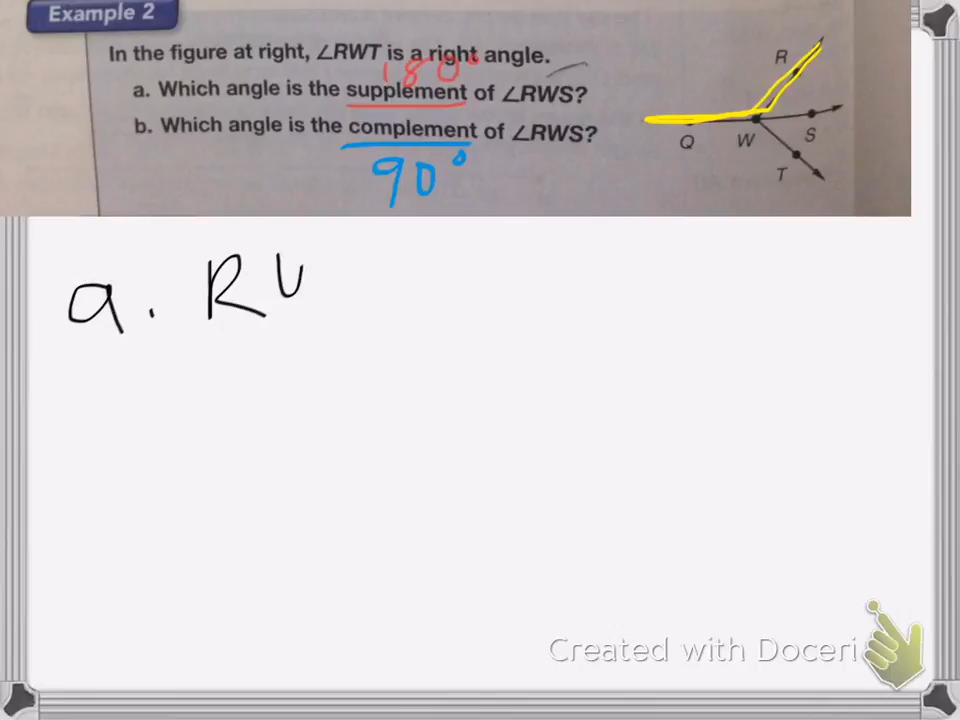 Example 2
In the figure at right, ∠RWT is a right angle.
180°
a. Which angle is the supplement of ∠RWS?
b. Which angle is the complement of ∠RWS?
90°
R
Q W S
T
a. RU
Created with Doceri